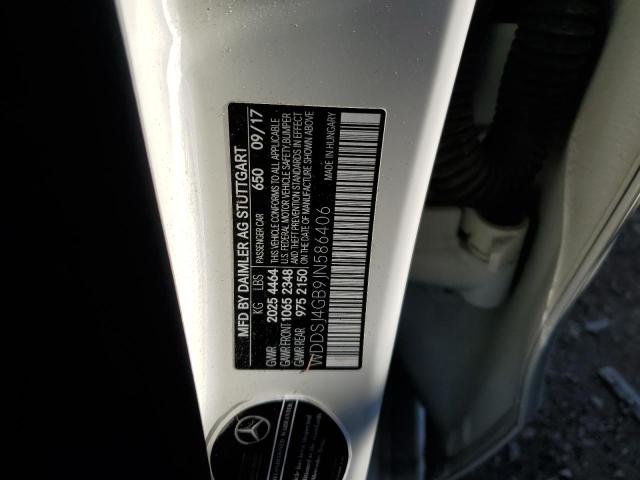 MFD BY DAIMLER AG STUTTGART
PASSENGER CAR 650 09/17
KG LBS
GVWR 2025 4464
GAWR FRONT 1065 2348
GAWR REAR 975 2150
THIS VEHICLE CONFORMS TO ALL APPLICABLE
U.S. FEDERAL MOTOR VEHICLE SAFETY, BUMPER
AND THEFT PREVENTION STANDARDS IN EFFECT
ON THE DATE OF MANUFACTURE SHOWN ABOVE
WDDSJ4GB9JN586406
MADE IN HUNGARY